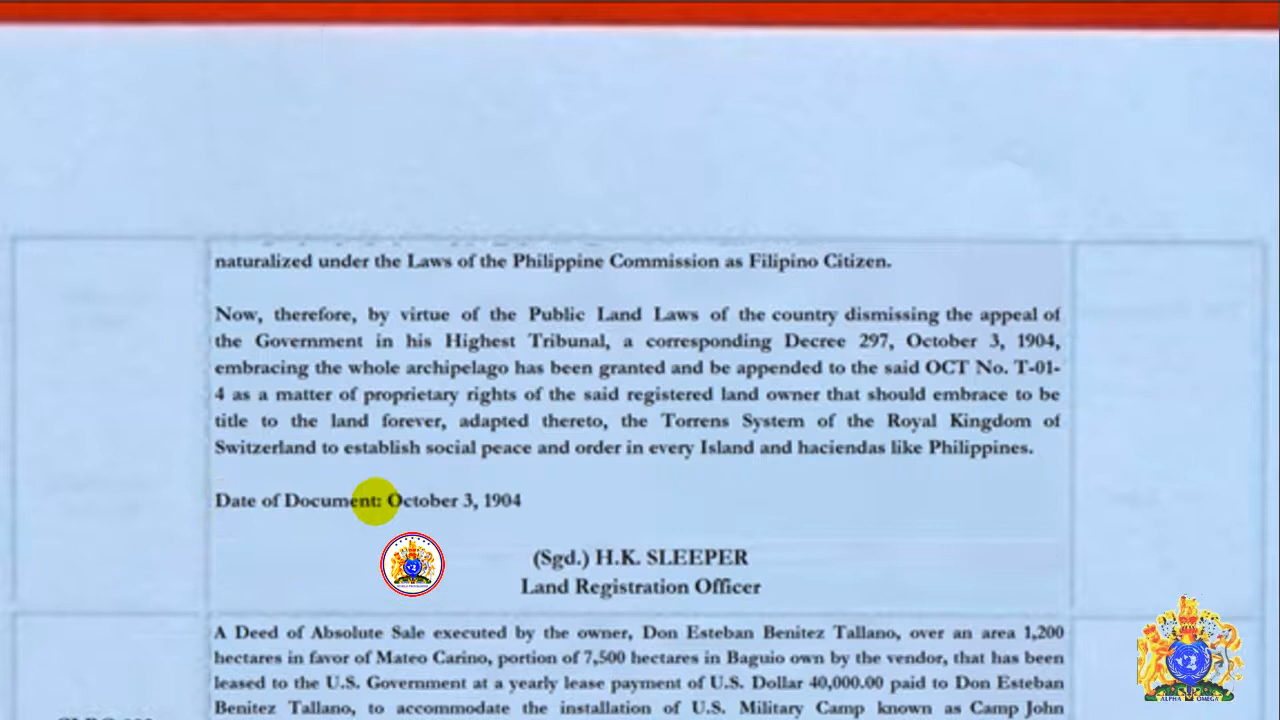 naturalized under the Laws of the Philippine Commission as Filipino Citizen.
Now, therefore, by virtue of the Public Land Laws of the country dismissing the appeal of
the Government in his Highest Tribunal, a corresponding Decree 297, October 3, 1904,
embracing the whole archipelago has been granted and be appended to the said OCT No. T-01-
4 as a matter of proprietary rights of the said registered land owner that should embrace to be
title to the land forever, adapted thereto, the Torrens System of the Royal Kingdom of
Switzerland to establish social peace and order in every Island and haciendas like Philippines.
Date of Document: October 3, 1904
(Sgd.) H.K. SLEEPER
Land Registration Officer
A Deed of Absolute Sale executed by the owner, Don Esteban Benitez Tallano, over an area 1,200
hectares in favor of Mateo Carino, portion of 7,500 hectares in Baguio own by the vendor, that has been
leased to the U.S. Government at a yearly lease payment of U.S. Dollar 40,000.00 paid to Don Esteban
Benitez Tallano, to accommodate the installation of U.S. Military Camp known as Camp John
ALPHA OMEGA